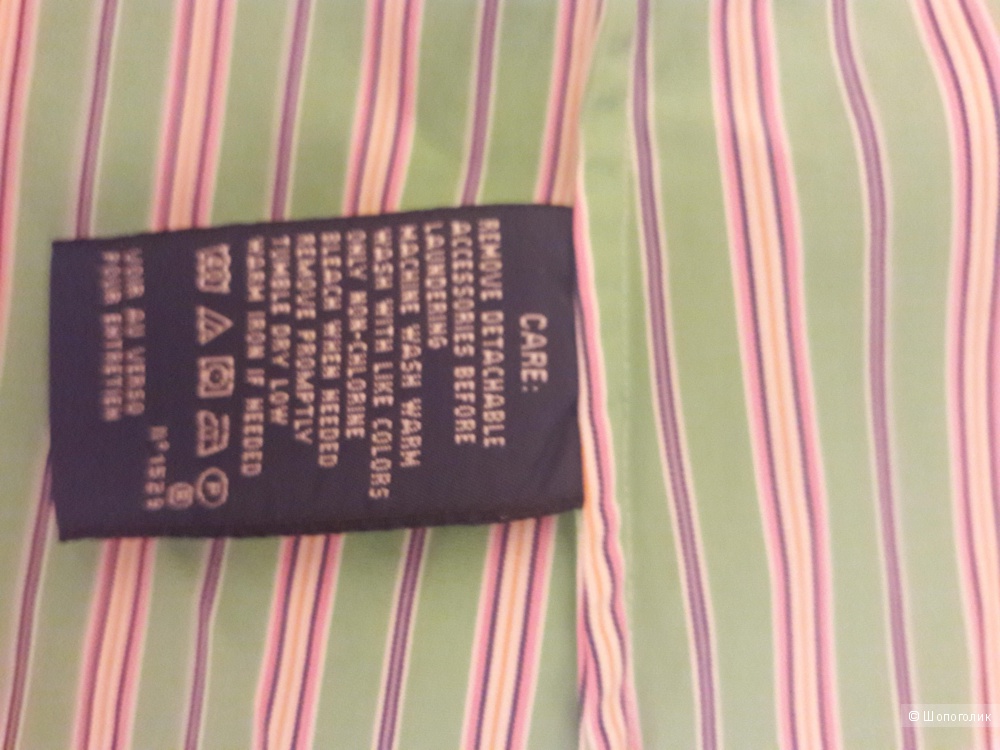 CARE:
REMOVE DETACHABLE
ACCESSORIES BEFORE
LAUNDERING
MACHINE WASH WARM
WASH WITH LIKE COLORS
ONLY NON-CHLORINE
BLEACH WHEN NEEDED
REMOVE PROMPTLY
TUMBLE DRY LOW
WARM IRON IF NEEDED
P
N° 1529
VOIR AU VERSO
POUR ENTRETIEN
© Шопоголик